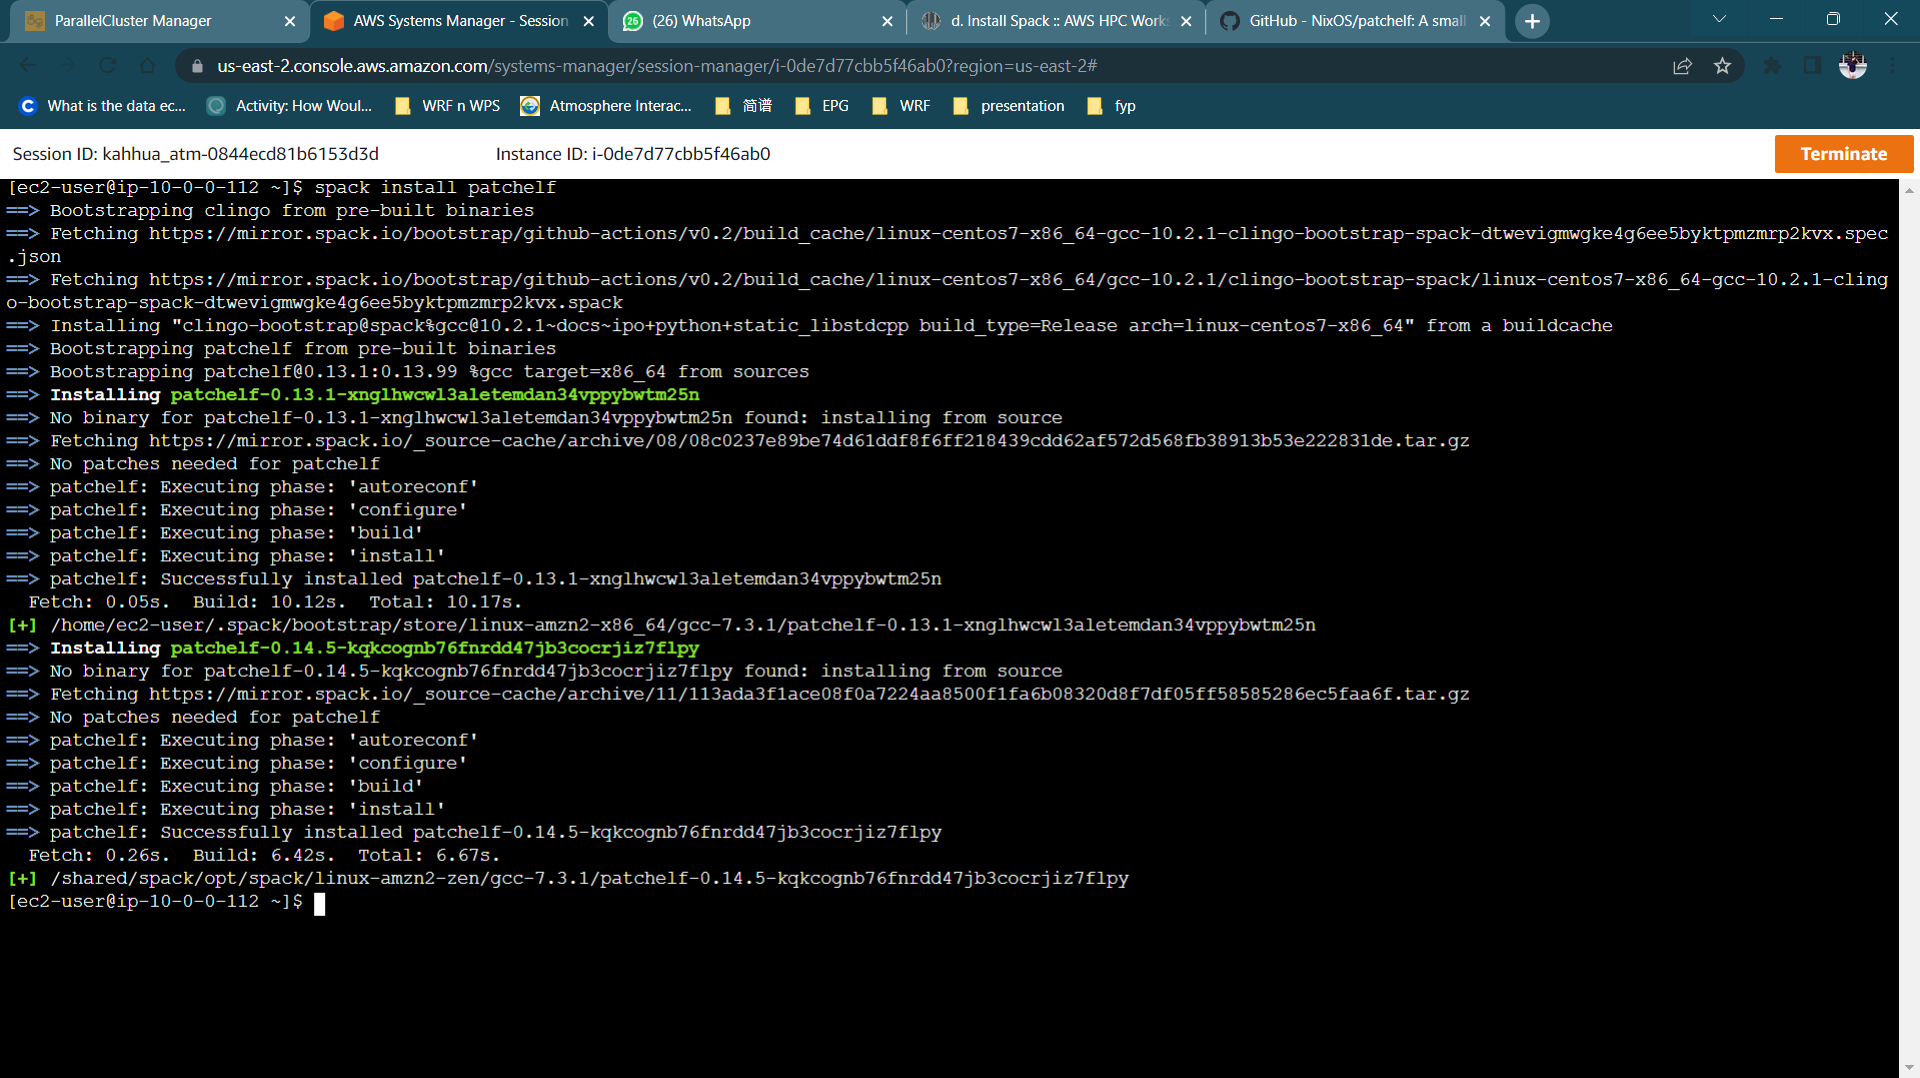 ParallelCluster Manager
AWS Systems Manager - Session
26
(26) WhatsApp
d. Install Spack :: AWS HPC Works
GitHub - NixOS/patchelf: A small
us-east-2.console.aws.amazon.com/systems-manager/session-manager/i-0de7d77cbb5f46ab0?region=us-east-2#
What is the data ec...
Activity: How Woul...
WRF n WPS
Atmosphere Interac...
简谱
EPG
WRF
presentation
fyp
Session ID: kahhua_atm-0844ecd81b6153d3d
Instance ID: i-0de7d77cbb5f46ab0
Terminate
[ec2-user@ip-10-0-0-112 ~]$ spack install patchelf
==> Bootstrapping clingo from pre-built binaries
==> Fetching https://mirror.spack.io/bootstrap/github-actions/v0.2/build_cache/linux-centos7-x86_64-gcc-10.2.1-clingo-bootstrap-spack-dtwevigmwgke4g6ee5byktpmzmrp2kvx.spec
.json
==> Fetching https://mirror.spack.io/bootstrap/github-actions/v0.2/build_cache/linux-centos7-x86_64/gcc-10.2.1/clingo-bootstrap-spack/linux-centos7-x86_64-gcc-10.2.1-cling
o-bootstrap-spack-dtwevigmwgke4g6ee5byktpmzmrp2kvx.spack
==> Installing "clingo-bootstrap@spack%gcc@10.2.1~docs~ipo+python+static_libstdcpp build_type=Release arch=linux-centos7-x86_64" from a buildcache
==> Bootstrapping patchelf from pre-built binaries
==> Bootstrapping patchelf@0.13.1:0.13.99 %gcc target=x86_64 from sources
==> Installing patchelf-0.13.1-xnglhwcwl3aletemdan34vppybwtm25n
==> No binary for patchelf-0.13.1-xnglhwcwl3aletemdan34vppybwtm25n found: installing from source
==> Fetching https://mirror.spack.io/_source-cache/archive/08/08c0237e89be74d61ddf8f6ff218439cdd62af572d568fb38913b53e222831de.tar.gz
==> No patches needed for patchelf
==> patchelf: Executing phase: 'autoreconf'
==> patchelf: Executing phase: 'configure'
==> patchelf: Executing phase: 'build'
==> patchelf: Executing phase: 'install'
==> patchelf: Successfully installed patchelf-0.13.1-xnglhwcwl3aletemdan34vppybwtm25n
  Fetch: 0.05s.  Build: 10.12s.  Total: 10.17s.
[+] /home/ec2-user/.spack/bootstrap/store/linux-amzn2-x86_64/gcc-7.3.1/patchelf-0.13.1-xnglhwcwl3aletemdan34vppybwtm25n
==> Installing patchelf-0.14.5-kqkcognb76fnrdd47jb3cocrjiz7flpy
==> No binary for patchelf-0.14.5-kqkcognb76fnrdd47jb3cocrjiz7flpy found: installing from source
==> Fetching https://mirror.spack.io/_source-cache/archive/11/113ada3f1ace08f0a7224aa8500f1fa6b08320d8f7df05ff58585286ec5faa6f.tar.gz
==> No patches needed for patchelf
==> patchelf: Executing phase: 'autoreconf'
==> patchelf: Executing phase: 'configure'
==> patchelf: Executing phase: 'build'
==> patchelf: Executing phase: 'install'
==> patchelf: Successfully installed patchelf-0.14.5-kqkcognb76fnrdd47jb3cocrjiz7flpy
  Fetch: 0.26s.  Build: 6.42s.  Total: 6.67s.
[+] /shared/spack/opt/spack/linux-amzn2-zen/gcc-7.3.1/patchelf-0.14.5-kqkcognb76fnrdd47jb3cocrjiz7flpy
[ec2-user@ip-10-0-0-112 ~]$